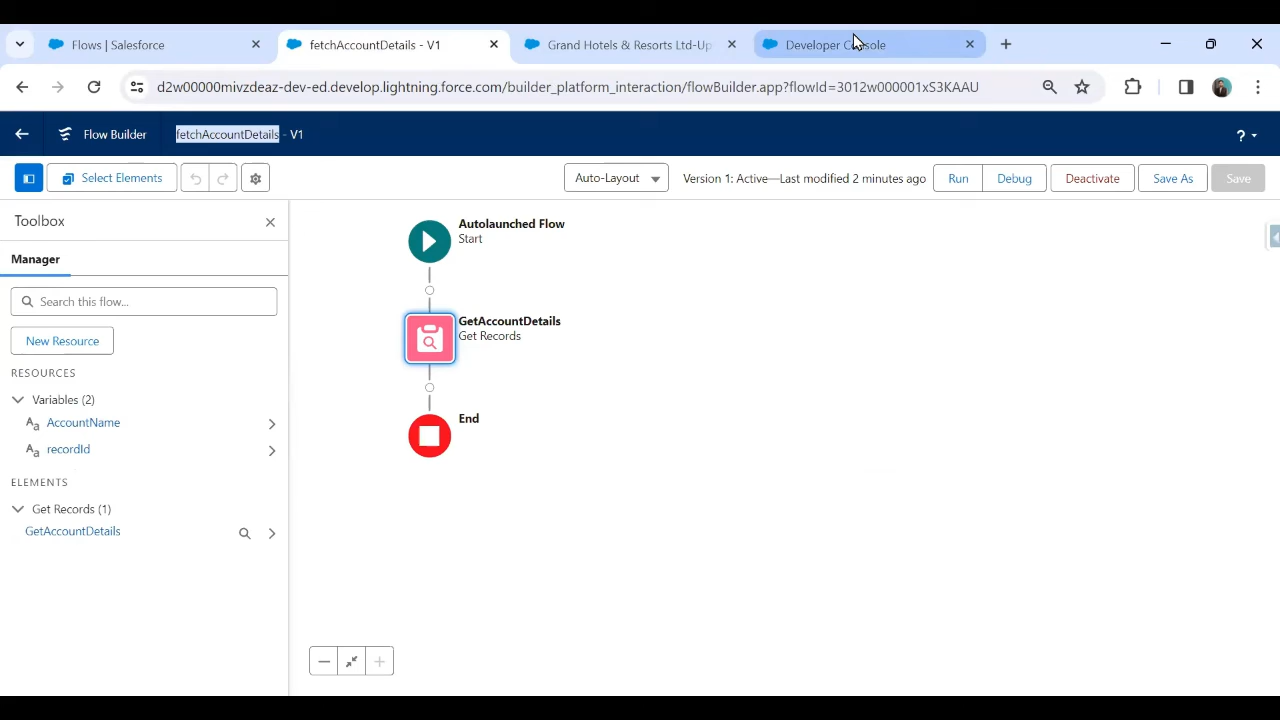 Flows | Salesforce
fetchAccountDetails - V1
Grand Hotels & Resorts Ltd-Up
Developer Console
d2w00000mivzdeaz-dev-ed.develop.lightning.force.com/builder_platform_interaction/flowBuilder.app?flowId=3012w000001xS3KAAU
Flow Builder
fetchAccountDetails - V1
?
Select Elements
Auto-Layout
Version 1: Active—Last modified 2 minutes ago
Run
Debug
Deactivate
Save As
Save
Toolbox
Manager
Search this flow...
New Resource
RESOURCES
Variables (2)
Aa AccountName
Aa recordId
ELEMENTS
Get Records (1)
GetAccountDetails
Autolaunched Flow
Start
GetAccountDetails
Get Records
End